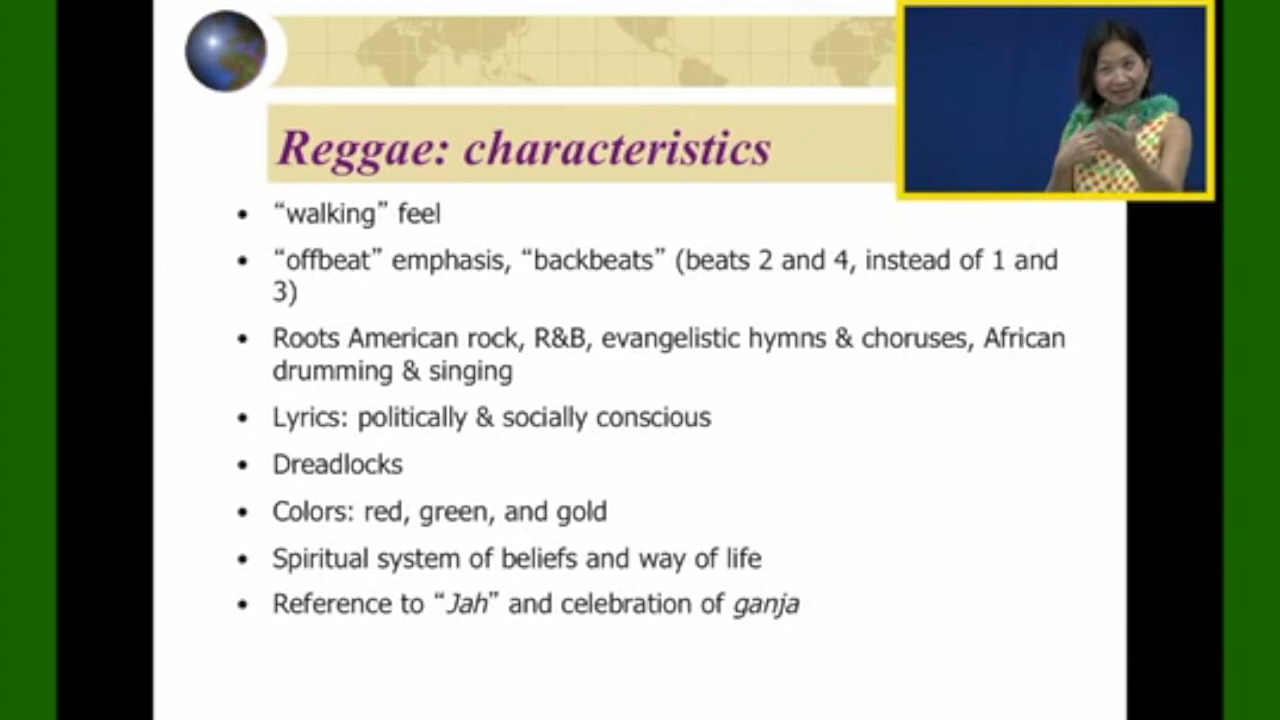 Reggae: characteristics
• “walking” feel
• “offbeat” emphasis, “backbeats” (beats 2 and 4, instead of 1 and
3)
• Roots American rock, R&B, evangelistic hymns & choruses, African
drumming & singing
• Lyrics: politically & socially conscious
• Dreadlocks
• Colors: red, green, and gold
• Spiritual system of beliefs and way of life
• Reference to “Jah” and celebration of ganja